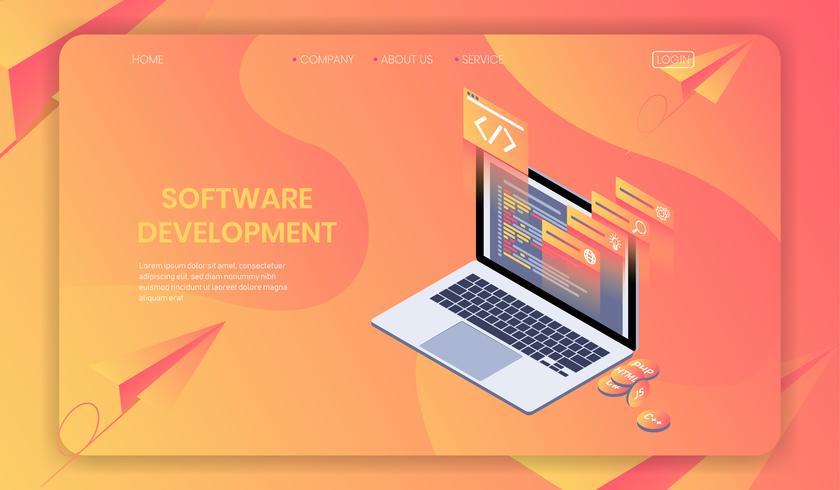 HOME
COMPANY
ABOUT US
SERVICE
LOGIN
</>
SOFTWARE
DEVELOPMENT
Lorem ipsum dolor sit amet, consectetuer
adipiscing elit, sed diam nonummy nibh
euismod tincidunt ut laoreet dolore magna
aliquam erat
PHP
HTML
JS
C++